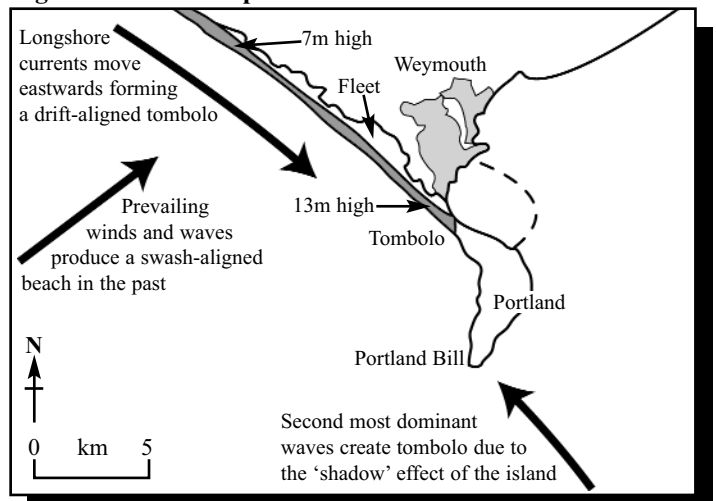 Longshore
currents move
eastwards forming
a drift-aligned tombolo
7m high
Weymouth
Fleet
13m high
Tombolo
Prevailing
winds and waves
produce a swash-aligned
beach in the past
Portland
Portland Bill
N
0 km 5
Second most dominant
waves create tombolo due to
the ‘shadow’ effect of the island